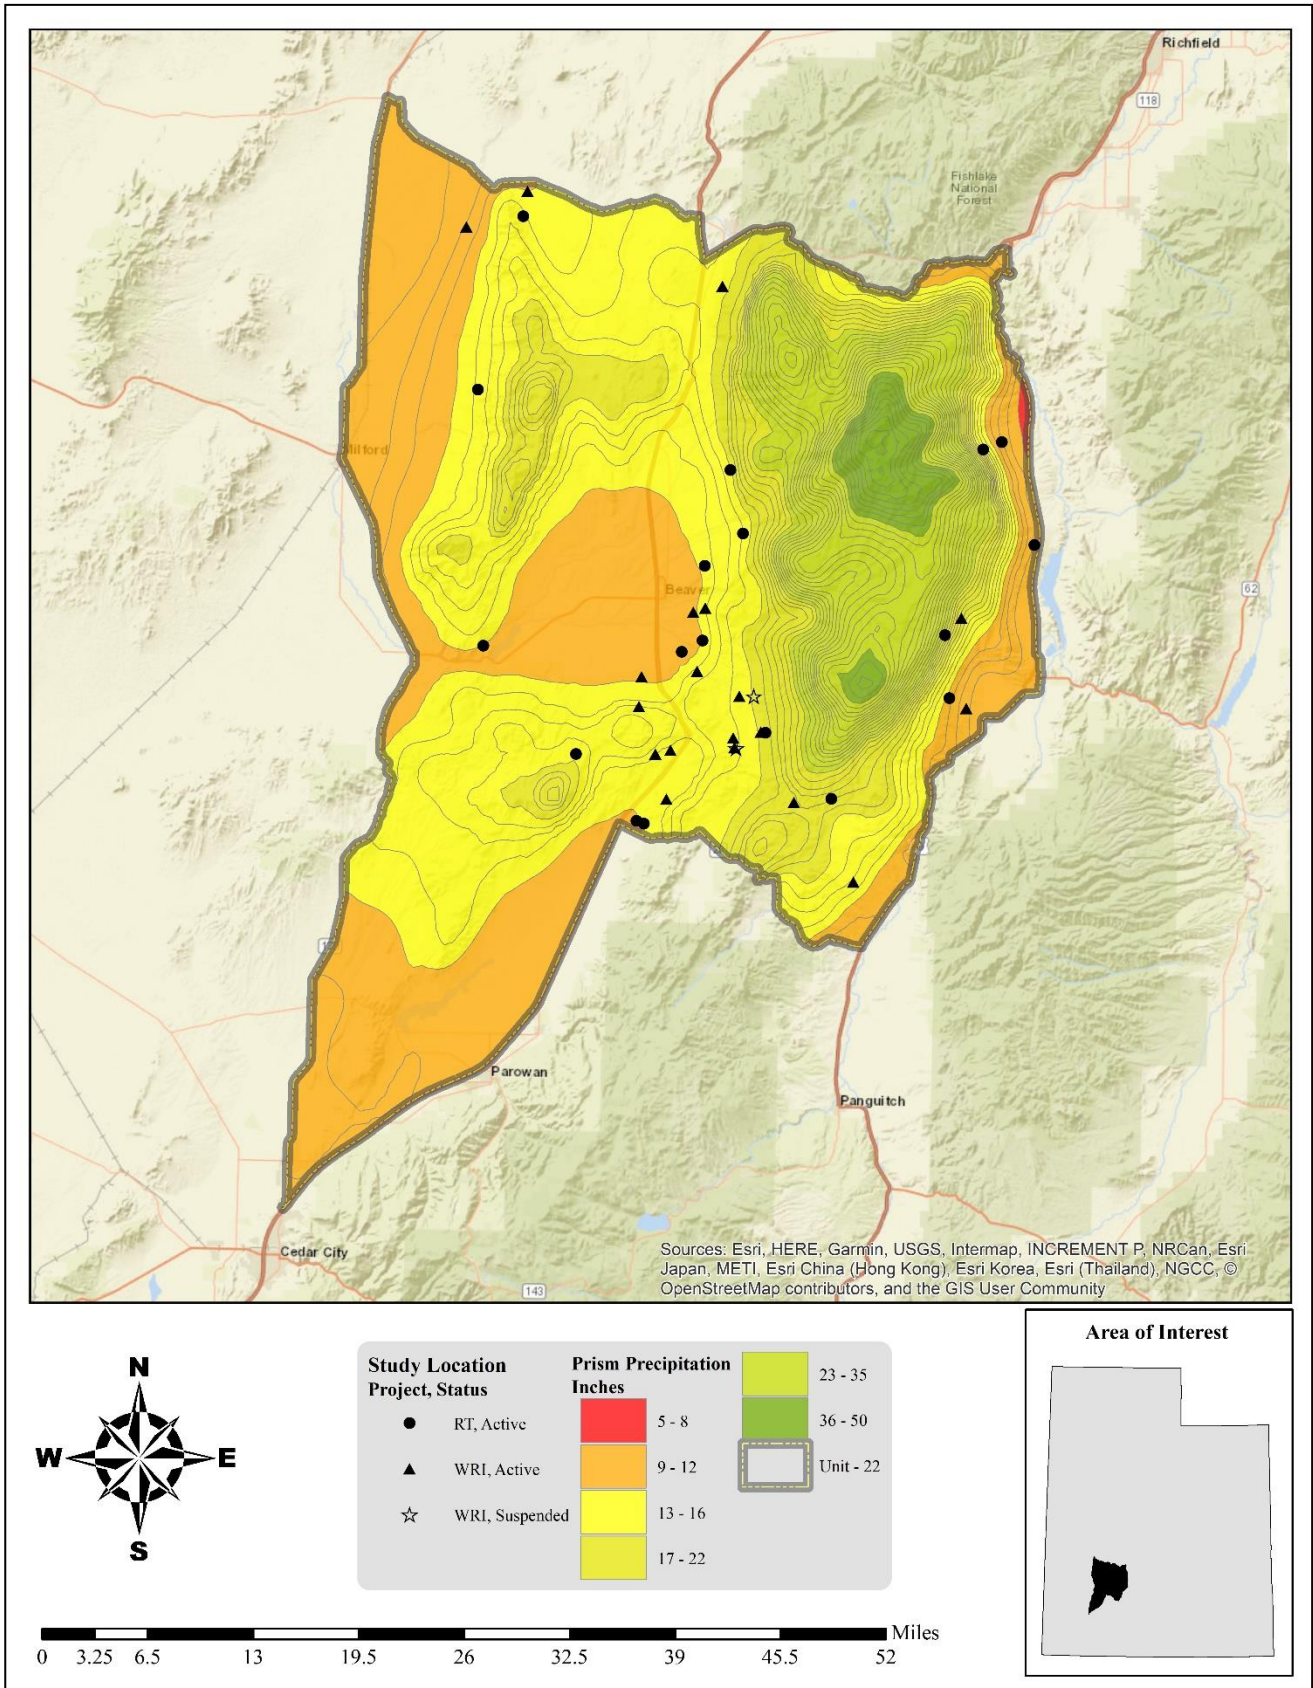 Richfield
118
Fishlake
National
Forest
Milford
Beaver
62
Parowan
Panguitch
Cedar City
143
Sources: Esri, HERE, Garmin, USGS, Intermap, INCREMENT P, NRCan, Esri
Japan, METI, Esri China (Hong Kong), Esri Korea, Esri (Thailand), NGCC, ©
OpenStreetMap contributors, and the GIS User Community
N
W
E
S
Study Location
Project, Status
RT, Active
WRI, Active
WRI, Suspended
Prism Precipitation
Inches
5 - 8
9 - 12
13 - 16
17 - 22
23 - 35
36 - 50
Unit - 22
Area of Interest
Miles
0 3.25 6.5 13 19.5 26 32.5 39 45.5 52